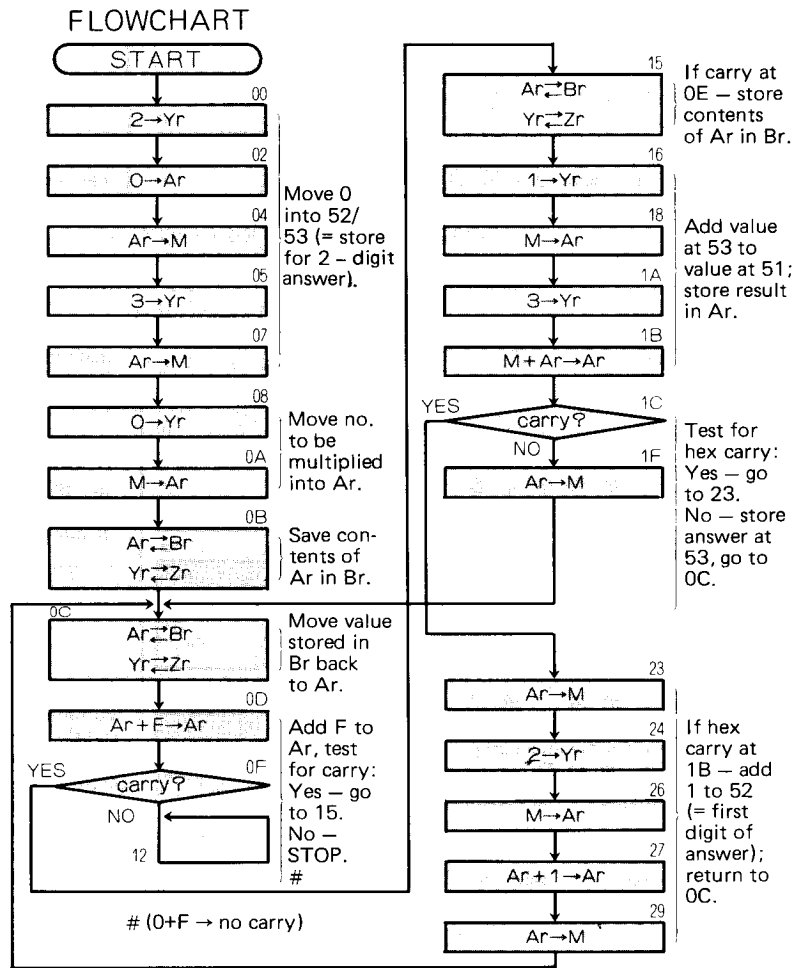 FLOWCHART
START
00
2→Yr
02
0→Ar
04
Ar→M
05
3→Yr
07
Ar→M
Move 0
into 52/
53 (= store
for 2 – digit
answer).
08
0→Yr
0A
M→Ar
Move no.
to be
multiplied
into Ar.
0B
Ar⇄Br
Yr⇄Zr
Save con-
tents of
Ar in Br.
0C
Ar⇄Br
Yr⇄Zr
Move value
stored in
Br back
to Ar.
0D
Ar+F→Ar
0F
YES
carry?
NO
12
Add F to
Ar, test
for carry:
Yes – go
to 15.
No –
STOP.
#
# (0+F → no carry)
15
Ar⇄Br
Yr⇄Zr
If carry at
0E – store
contents
of Ar in Br.
16
1→Yr
18
M→Ar
1A
3→Yr
1B
M+Ar→Ar
Add value
at 53 to
value at 51;
store result
in Ar.
1C
YES
carry?
NO
1F
Ar→M
Test for
hex carry:
Yes – go
to 23.
No – store
answer at
53, go to
0C.
23
Ar→M
24
2→Yr
26
M→Ar
27
Ar+1→Ar
29
Ar→M
If hex
carry at
1B – add
1 to 52
(= first
digit of
answer);
return to
0C.